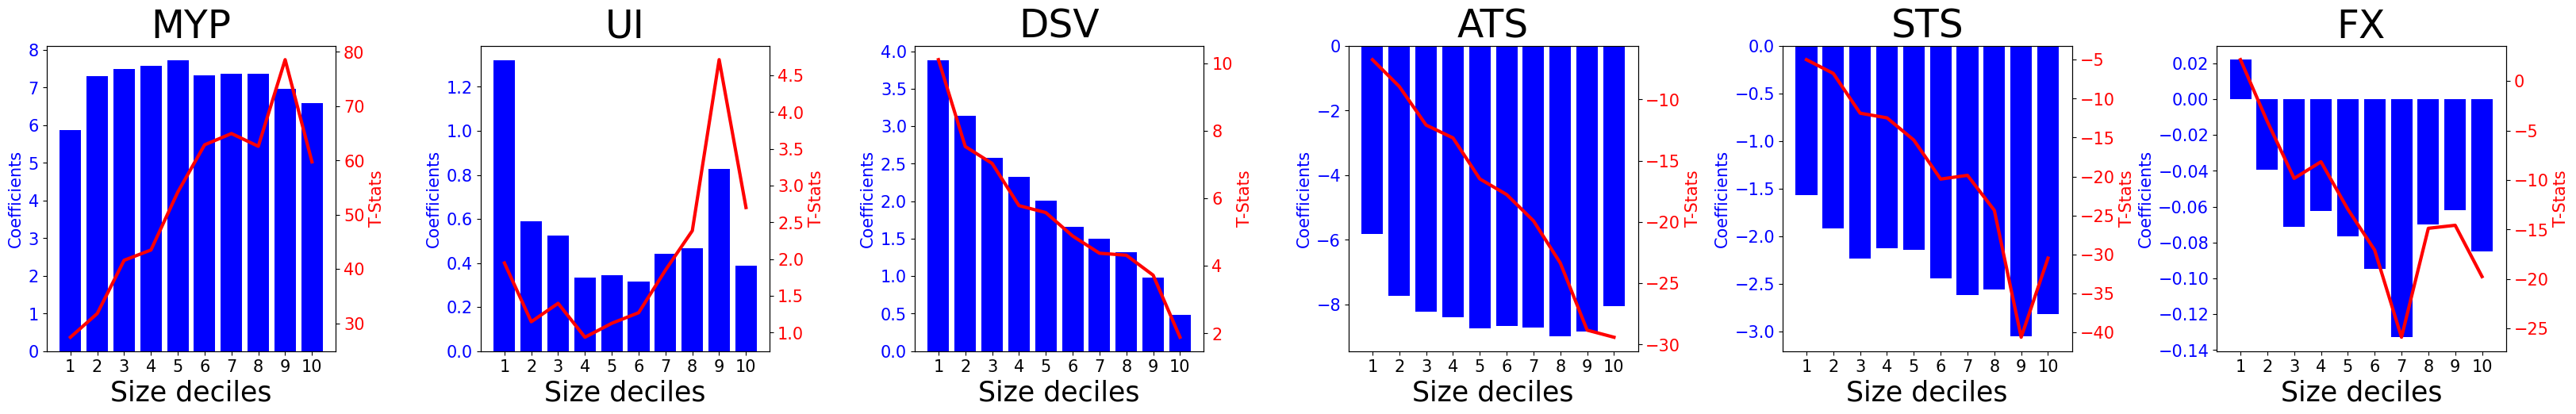 MYP
8
7
6
5
4
3
2
1
0
Coefficients
80
70
60
50
40
30
T-Stats
1 2 3 4 5 6 7 8 9 10
Size deciles
UI
1.2
1.0
0.8
0.6
0.4
0.2
0.0
Coefficients
4.5
4.0
3.5
3.0
2.5
2.0
1.5
1.0
T-Stats
1 2 3 4 5 6 7 8 9 10
Size deciles
DSV
4.0
3.5
3.0
2.5
2.0
1.5
1.0
0.5
0.0
Coefficients
10
8
6
4
2
T-Stats
1 2 3 4 5 6 7 8 9 10
Size deciles
ATS
0
−2
−4
−6
−8
Coefficients
−10
−15
−20
−25
−30
T-Stats
1 2 3 4 5 6 7 8 9 10
Size deciles
STS
0.0
−0.5
−1.0
−1.5
−2.0
−2.5
−3.0
Coefficients
−5
−10
−15
−20
−25
−30
−35
−40
T-Stats
1 2 3 4 5 6 7 8 9 10
Size deciles
FX
0.02
0.00
−0.02
−0.04
−0.06
−0.08
−0.10
−0.12
−0.14
Coefficients
0
−5
−10
−15
−20
−25
T-Stats
1 2 3 4 5 6 7 8 9 10
Size deciles